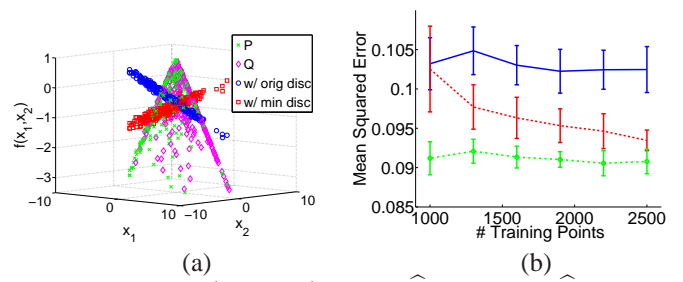 P
Q
w/ orig disc
w/ min disc
f(x1,x2)
1
0
−1
−2
−3
−10
0
10
−10
0
10
x1
x2
(a)
Mean Squared Error
0.105
0.1
0.095
0.09
0.085
1000 1500 2000 2500
# Training Points
(b)